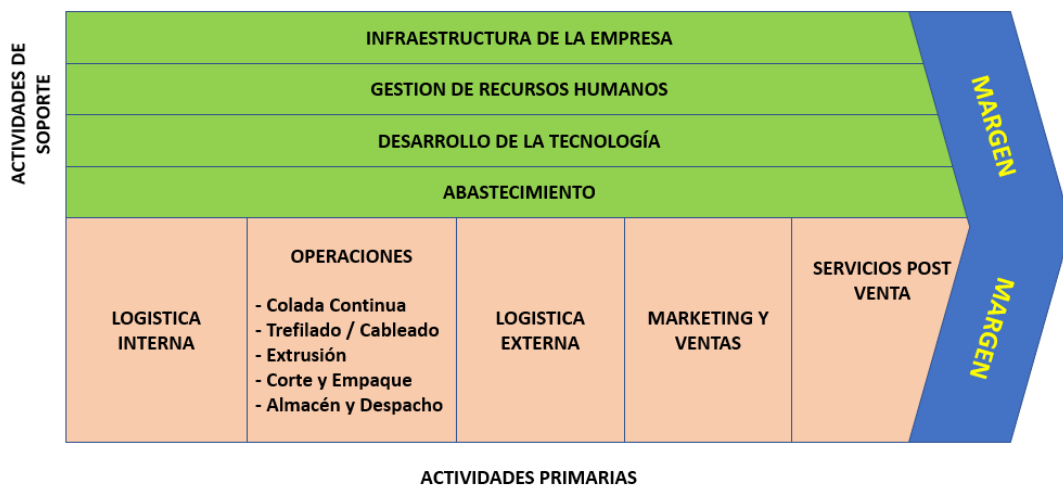 ACTIVIDADES DE
SOPORTE
INFRAESTRUCTURA DE LA EMPRESA
GESTION DE RECURSOS HUMANOS
DESARROLLO DE LA TECNOLOGÍA
ABASTECIMIENTO
MARGEN
LOGISTICA
INTERNA
OPERACIONES
- Colada Continua
- Trefilado / Cableado
- Extrusión
- Corte y Empaque
- Almacén y Despacho
LOGISTICA
EXTERNA
MARKETING Y
VENTAS
SERVICIOS POST
VENTA
MARGEN
ACTIVIDADES PRIMARIAS